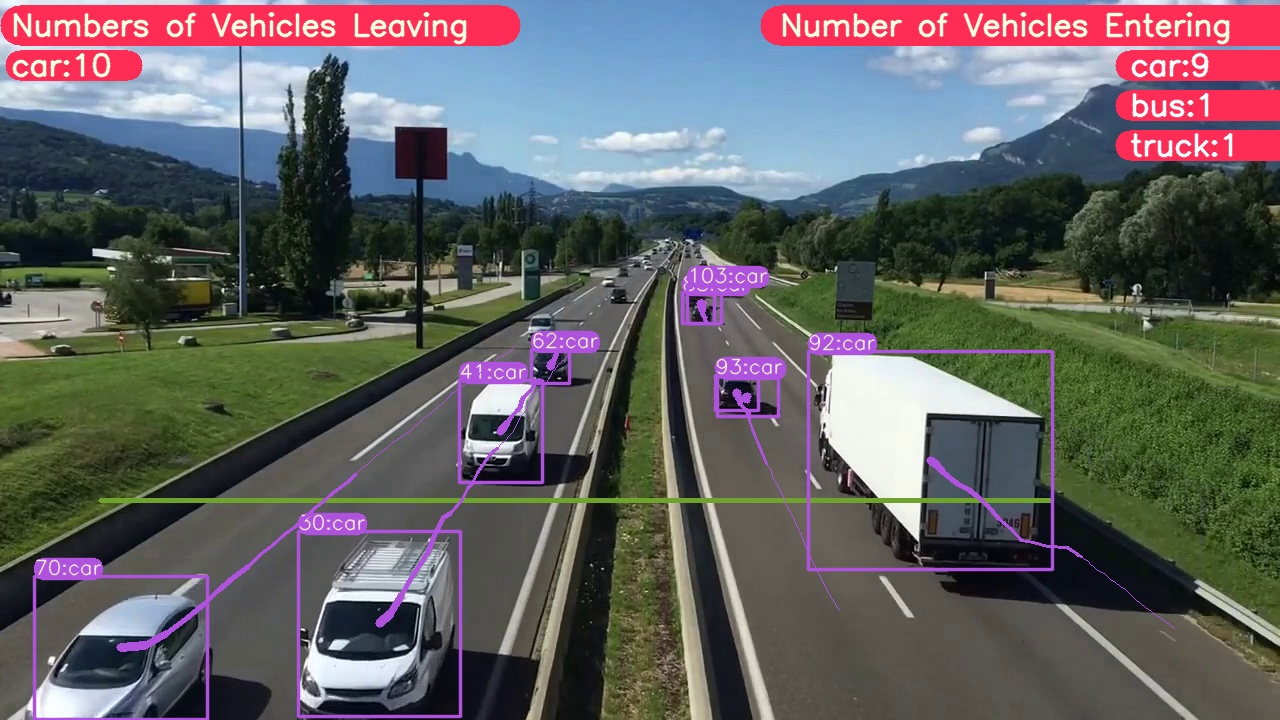 Numbers of Vehicles Leaving
Number of Vehicles Entering
car:10
car:9
bus:1
truck:1
103:car
62:car
92:car
41:car
93:car
30:car
70:car